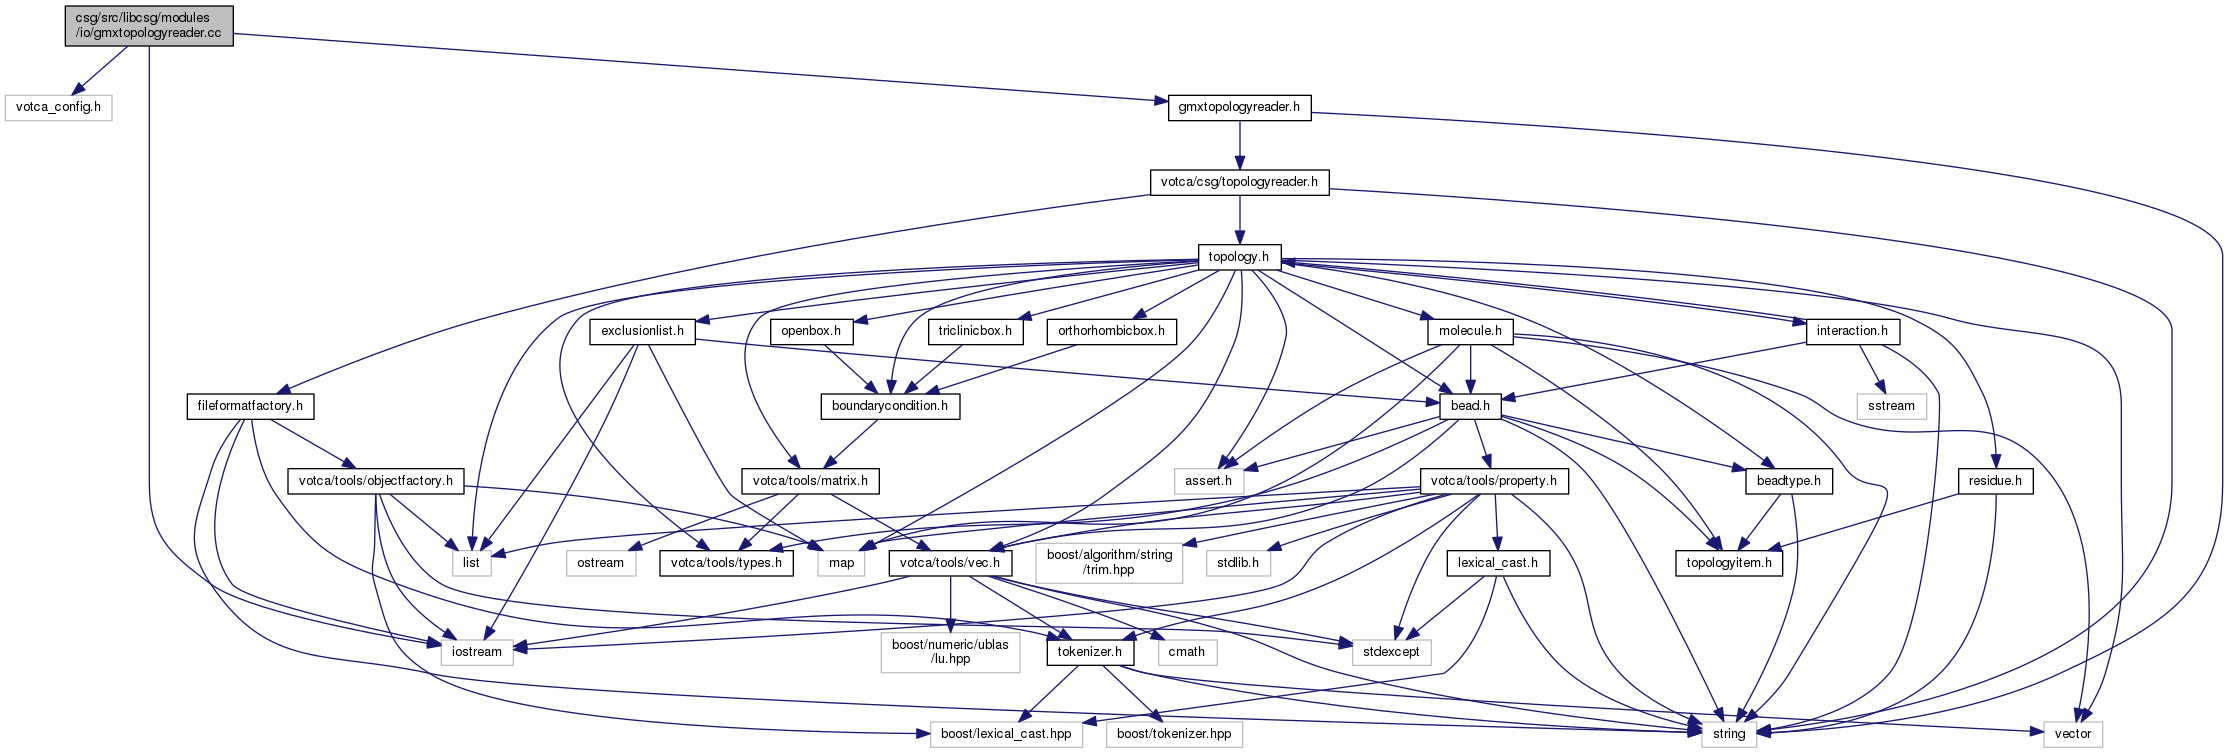 csg/src/libcsg/modules
/io/gmxtopologyreader.cc
votca_config.h
gmxtopologyreader.h
votca/csg/topologyreader.h
topology.h
exclusionlist.h
openbox.h
triclinicbox.h
orthorhombicbox.h
molecule.h
interaction.h
fileformatfactory.h
boundarycondition.h
bead.h
sstream
votca/tools/objectfactory.h
votca/tools/matrix.h
assert.h
votca/tools/property.h
beadtype.h
residue.h
list
ostream
votca/tools/types.h
map
votca/tools/vec.h
boost/algorithm/string
/trim.hpp
stdlib.h
lexical_cast.h
topologyitem.h
iostream
boost/numeric/ublas
/lu.hpp
tokenizer.h
cmath
stdexcept
boost/lexical_cast.hpp
boost/tokenizer.hpp
string
vector